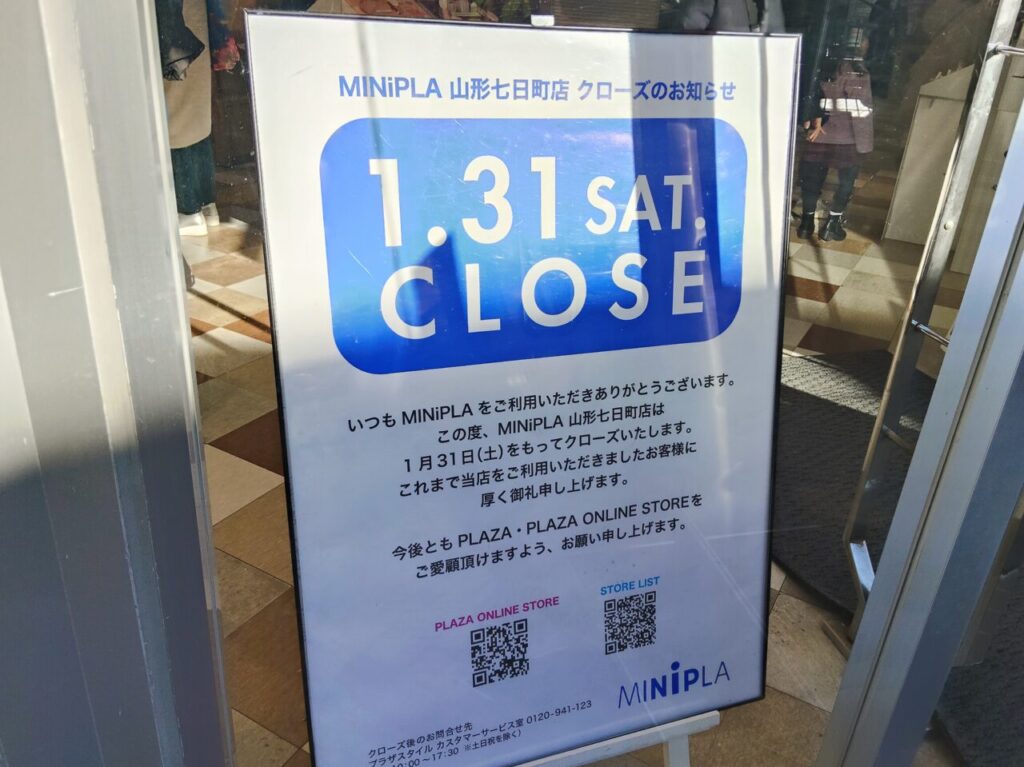 MINiPLA 山形七日町店 クローズのお知らせ
1.31 SAT.
CLOSE
いつも MINiPLA をご利用いただきありがとうございます。
この度、MINiPLA 山形七日町店は
1月31日(土)をもってクローズいたします。
これまで当店をご利用いただきましたお客様に
厚く御礼申し上げます。
今後とも PLAZA・PLAZA ONLINE STOREを
ご愛顧頂けますよう、お願い申し上げます。
PLAZA ONLINE STORE
STORE LIST
MINiPLA
クローズ後のお問合せ先
プラザスタイル カスタマーサービス室 0120-941-123
10:00～17:30 ※土日祝を除く)